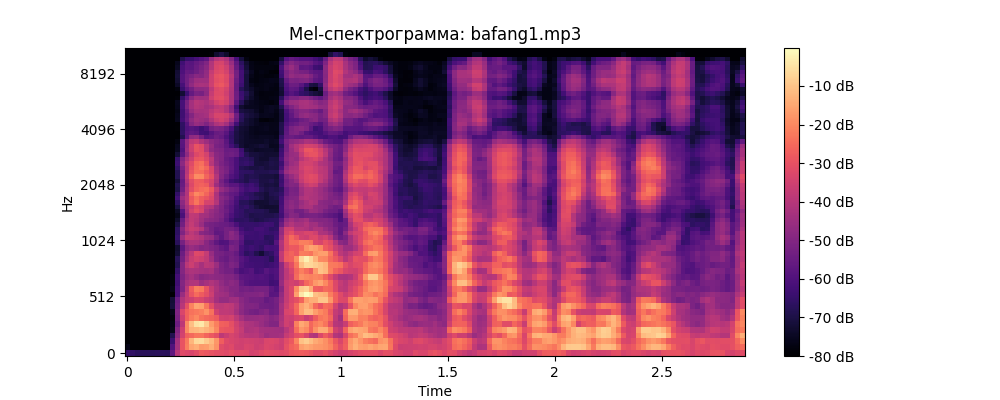 Mel-спектрограмма: bafang1.mp3
8192
4096
2048
1024
512
0
Hz
0
0.5
1
1.5
2
2.5
Time
-10 dB
-20 dB
-30 dB
-40 dB
-50 dB
-60 dB
-70 dB
-80 dB